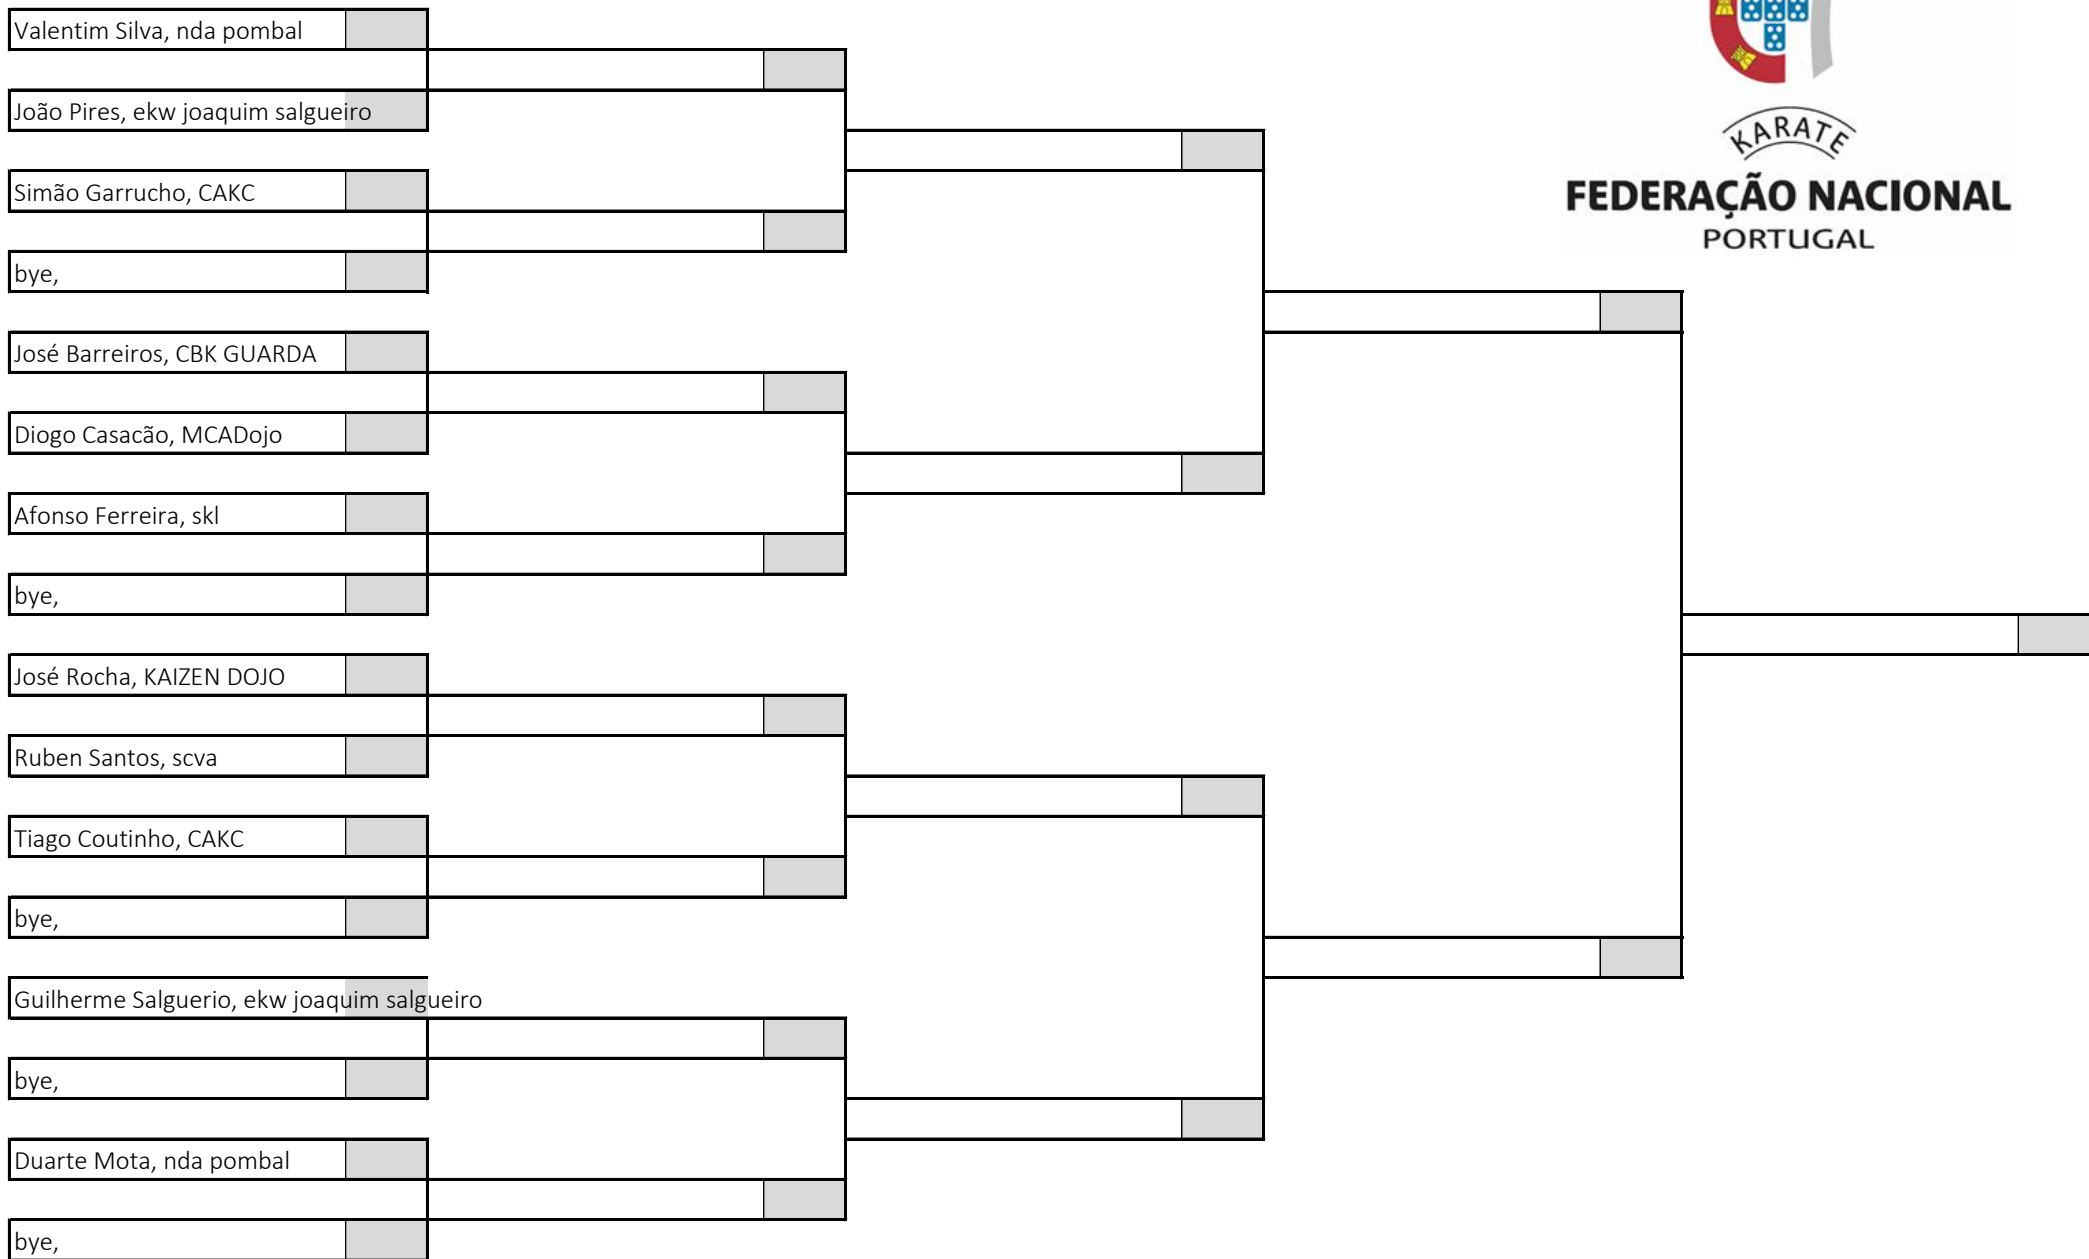 Valentim Silva, nda pombal
João Pires, ekw joaquim salgueiro
KARATE
FEDERAÇÃO NACIONAL
PORTUGAL
Simão Garrucho, CAKC
bye,
José Barreiros, CBK GUARDA
Diogo Casacão, MCADojo
Afonso Ferreira, skl
bye,
José Rocha, KAIZEN DOJO
Ruben Santos, scva
Tiago Coutinho, CAKC
bye,
Guilherme Salguerio, ekw joaquim salgueiro
bye,
Duarte Mota, nda pombal
bye,